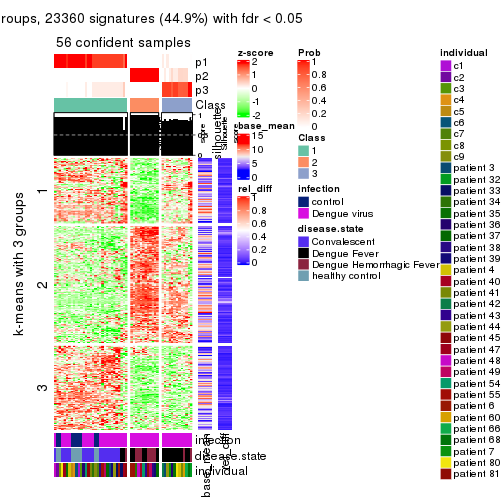 roups, 23360 signatures (44.9%) with fdr < 0.05
56 confident samples
k-means with 3 groups
1
2
3
p1
p2
p3
Class
1
0.5
0
silhouette
score
infection
disease.state
individual
base_mean
rel_diff
z-score
2
1
0
-1
-2
base_mean
15
10
5
0
rel_diff
1
0.8
0.6
0.4
0.2
0
Prob
1
0.8
0.6
0.4
0.2
0
Class
1
2
3
infection
control
Dengue virus
disease.state
Convalescent
Dengue Fever
Dengue Hemorrhagic Fever
healthy control
individual
c1
c2
c3
c4
c5
c6
c7
c8
c9
patient 3
patient 32
patient 33
patient 34
patient 35
patient 36
patient 37
patient 38
patient 39
patient 4
patient 40
patient 41
patient 42
patient 43
patient 44
patient 45
patient 47
patient 48
patient 49
patient 54
patient 55
patient 6
patient 60
patient 66
patient 68
patient 7
patient 80
patient 81